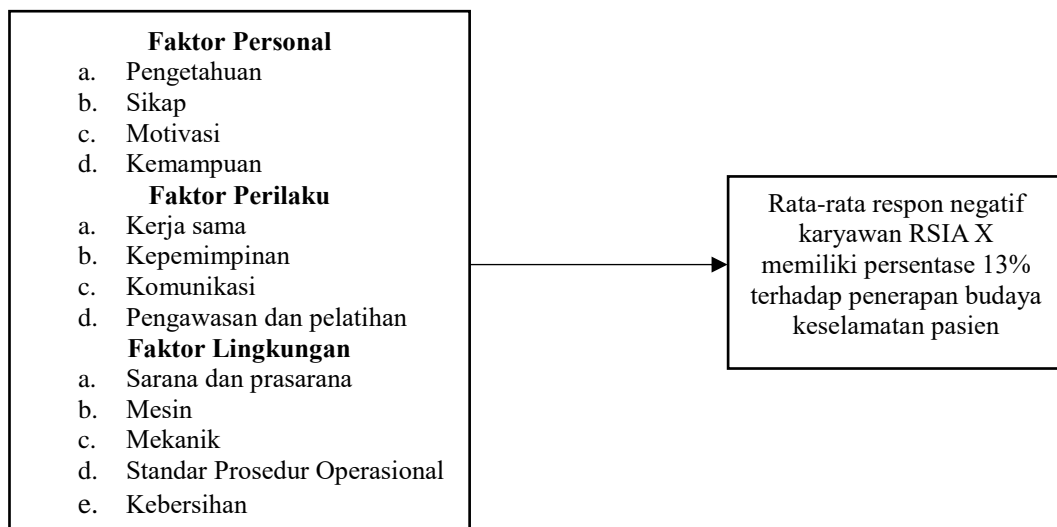 Faktor Personal
a. Pengetahuan
b. Sikap
c. Motivasi
d. Kemampuan
Faktor Perilaku
a. Kerja sama
b. Kepemimpinan
c. Komunikasi
d. Pengawasan dan pelatihan
Faktor Lingkungan
a. Sarana dan prasarana
b. Mesin
c. Mekanik
d. Standar Prosedur Operasional
e. Kebersihan
Rata-rata respon negatif
karyawan RSIA X
memiliki persentase 13%
terhadap penerapan budaya
keselamatan pasien